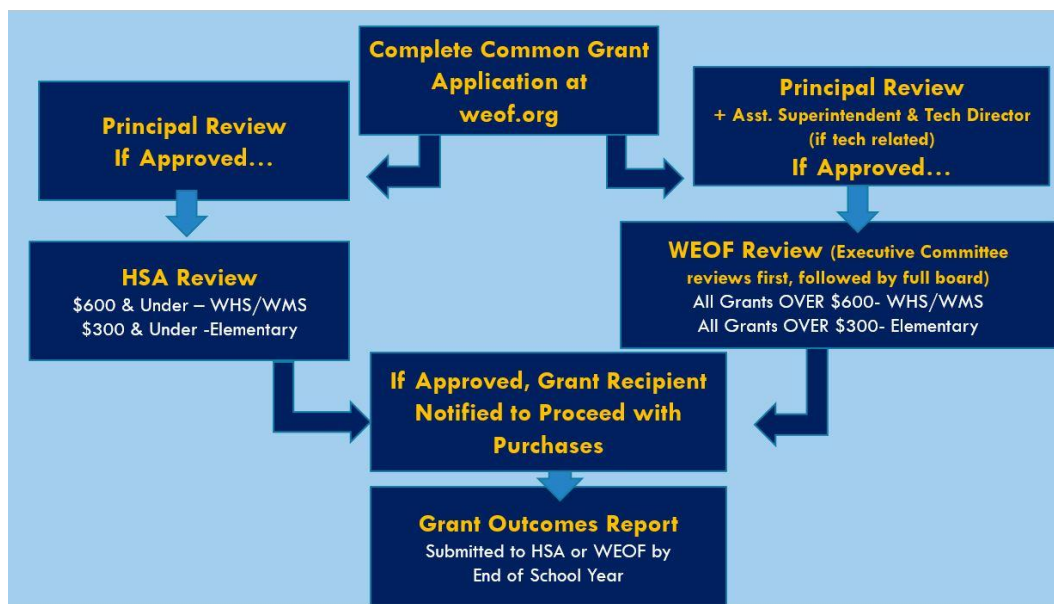 Complete Common Grant
Application at
weof.org
Principal Review
If Approved…
Principal Review
+ Asst. Superintendent & Tech Director
(if tech related)
If Approved…
HSA Review
$600 & Under – WHS/WMS
$300 & Under -Elementary
WEOF Review (Executive Committee
reviews first, followed by full board)
All Grants OVER $600- WHS/WMS
All Grants OVER $300- Elementary
If Approved, Grant Recipient
Notified to Proceed with
Purchases
Grant Outcomes Report
Submitted to HSA or WEOF by
End of School Year